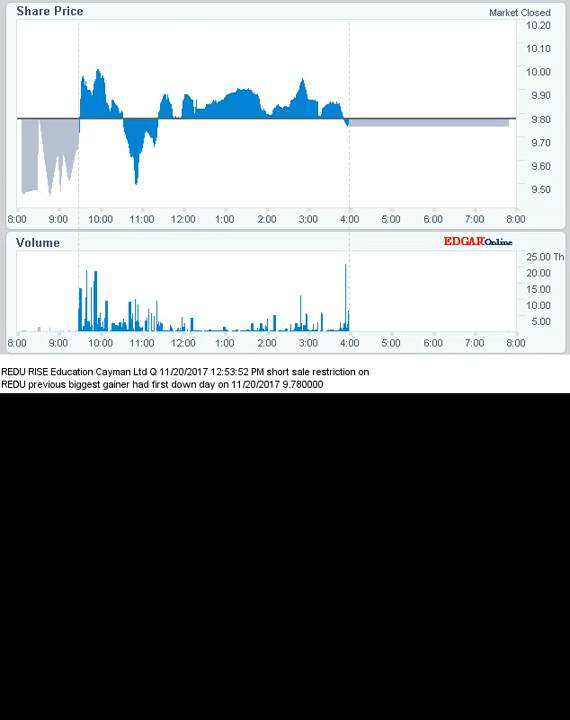 Share Price
Market Closed
10.20
10.10
10.00
9.90
9.80
9.70
9.60
9.50
8:00 9:00 10:00 11:00 12:00 1:00 2:00 3:00 4:00 5:00 6:00 7:00 8:00
Volume
EDGAR Online
25.00 Th
20.00
15.00
10.00
5.00
8:00 9:00 10:00 11:00 12:00 1:00 2:00 3:00 4:00 5:00 6:00 7:00 8:00
REDU RISE Education Cayman Ltd Q 11/20/2017 12:53:52 PM short sale restriction on
REDU previous biggest gainer had first down day on 11/20/2017 9.780000